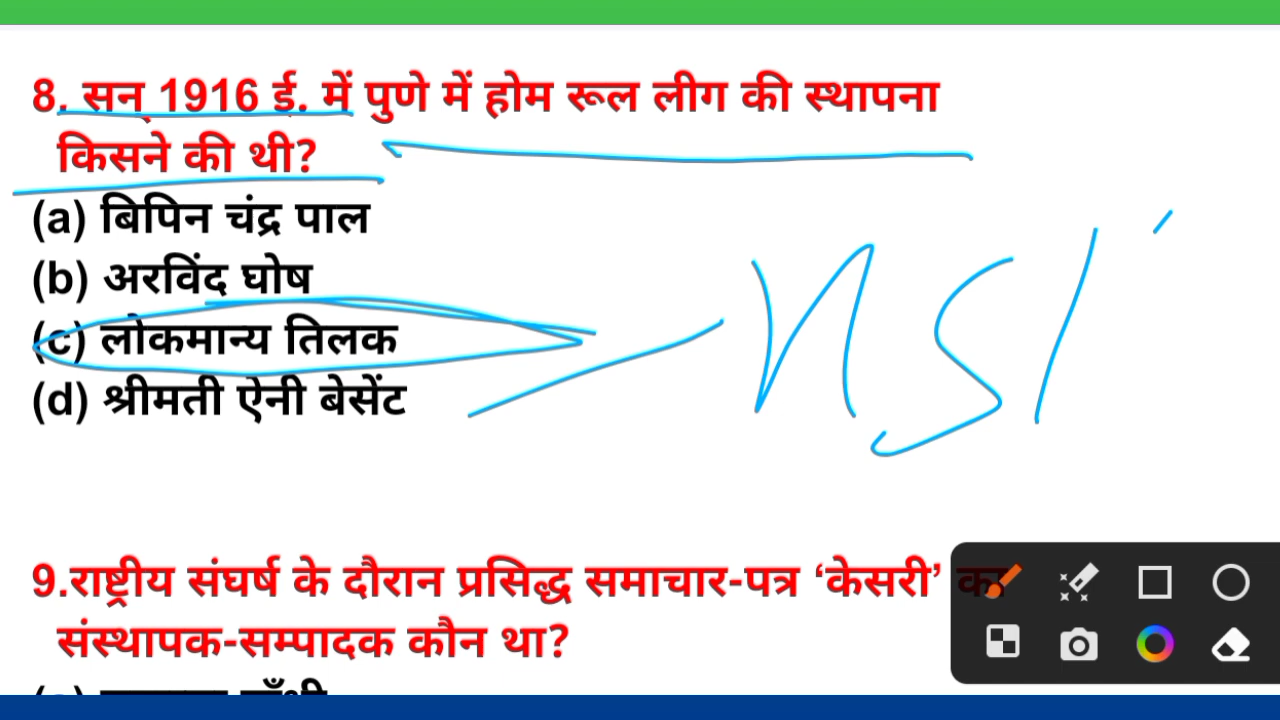 8. सन् 1916 ई. में पुणे में होम रूल लीग की स्थापना
किसने की थी?
(a) बिपिन चंद्र पाल
(b) अरविंद घोष
(c) लोकमान्य तिलक
(d) श्रीमती ऐनी बेसेंट
9.राष्ट्रीय संघर्ष के दौरान प्रसिद्ध समाचार-पत्र ‘केसरी’ का
संस्थापक-सम्पादक कौन था?